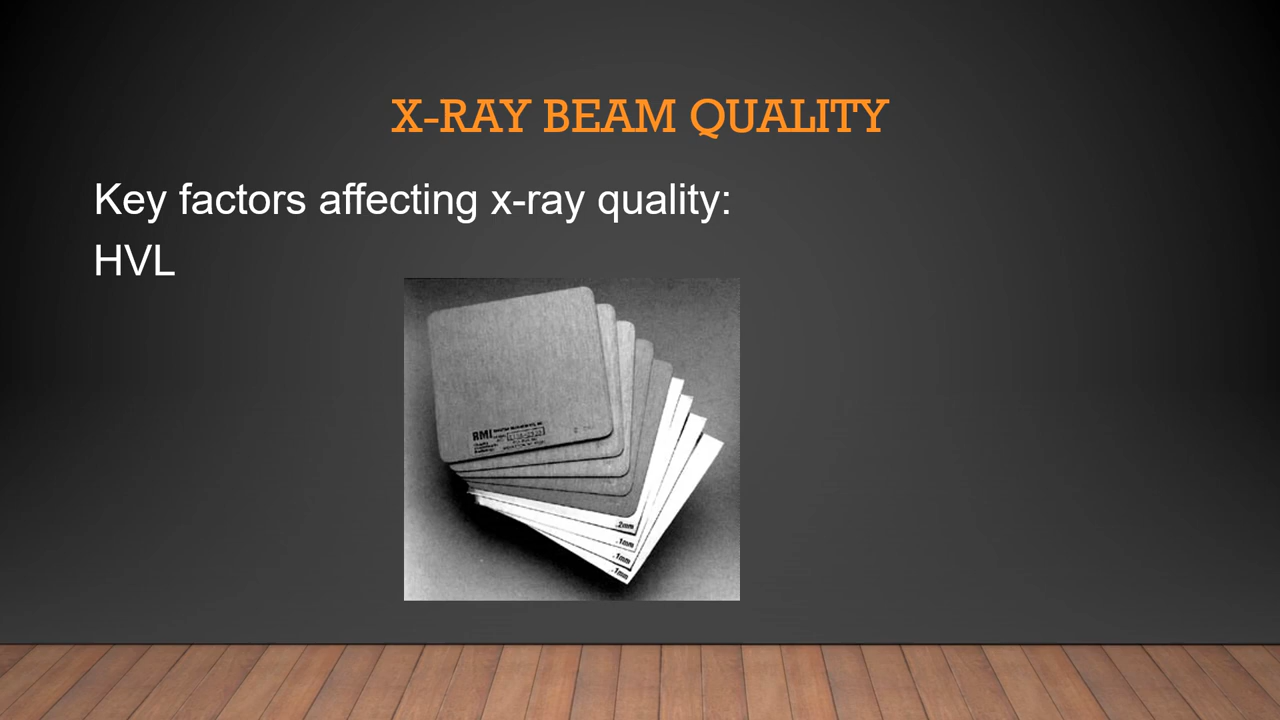 X-RAY BEAM QUALITY
Key factors affecting x-ray quality:
HVL
RMI
.2mm
.1mm
.1mm
.1mm